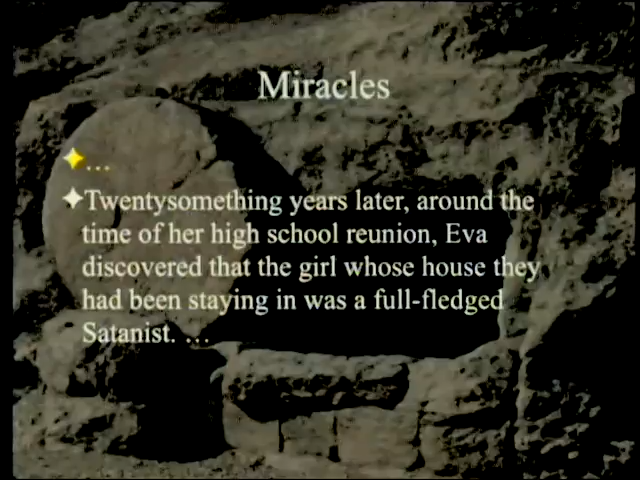 Miracles
…
Twentysomething years later, around the
time of her high school reunion, Eva
discovered that the girl whose house they
had been staying in was a full-fledged
Satanist. …